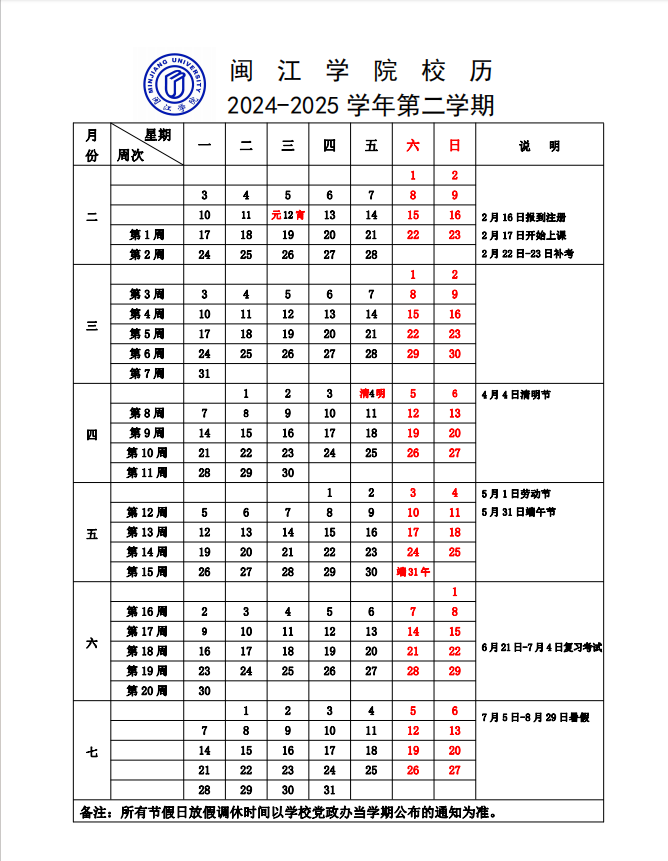 MINJIANG UNIVERSITY
闽江学院
闽江学院校历
2024-2025 学年第二学期
月份 星期 周次 一 二 三 四 五 六 日 说 明
二
1 2
3 4 5 6 7 8 9
10 11 元12宵 13 14 15 16 2月16日报到注册
第1周 17 18 19 20 21 22 23 2月17日开始上课
第2周 24 25 26 27 28 2月22日-23日补考
三
1 2
第3周 3 4 5 6 7 8 9
第4周 10 11 12 13 14 15 16
第5周 17 18 19 20 21 22 23
第6周 24 25 26 27 28 29 30
第7周 31
四
1 2 3 清4明 5 6 4月4日清明节
第8周 7 8 9 10 11 12 13
第9周 14 15 16 17 18 19 20
第10周 21 22 23 24 25 26 27
第11周 28 29 30
五
1 2 3 4 5月1日劳动节
第12周 5 6 7 8 9 10 11 5月31日端午节
第13周 12 13 14 15 16 17 18
第14周 19 20 21 22 23 24 25
第15周 26 27 28 29 30 端31午
六
1
第16周 2 3 4 5 6 7 8
第17周 9 10 11 12 13 14 15
第18周 16 17 18 19 20 21 22 6月21日-7月4日复习考试
第19周 23 24 25 26 27 28 29
第20周 30
七
1 2 3 4 5 6 7月5日-8月29日暑假
7 8 9 10 11 12 13
14 15 16 17 18 19 20
21 22 23 24 25 26 27
28 29 30 31
备注：所有节假日放假调休时间以学校党政办当学期公布的通知为准。